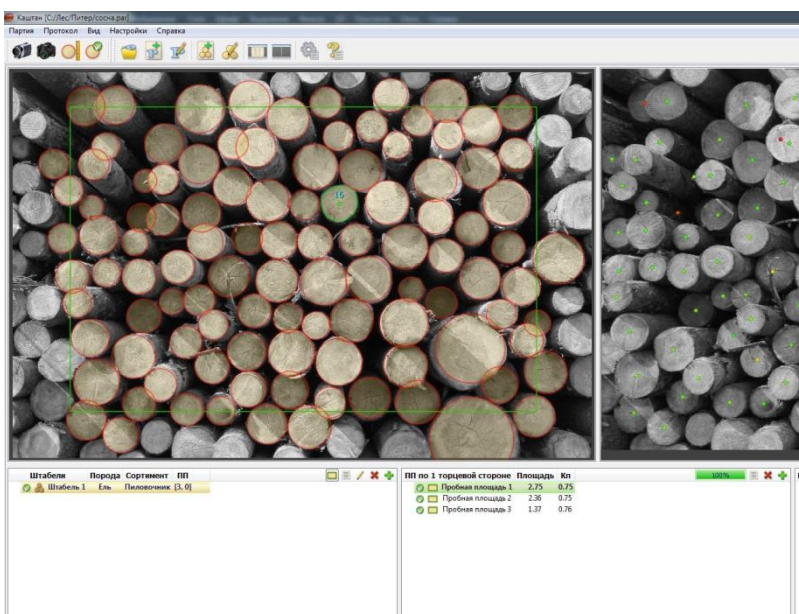 Каштан [C:/Лес/Питер/сосна.par]
Партия Протокол Вид Настройки Справка
16
Штабели Порода Сортимент ПП
Штабель 1 Ель Пиловочник [3, 0]
ПП по 1 торцевой стороне Площадь Кп
100%
Пробная площадь 1 2.75 0.75
Пробная площадь 2 2.36 0.75
Пробная площадь 3 1.37 0.76